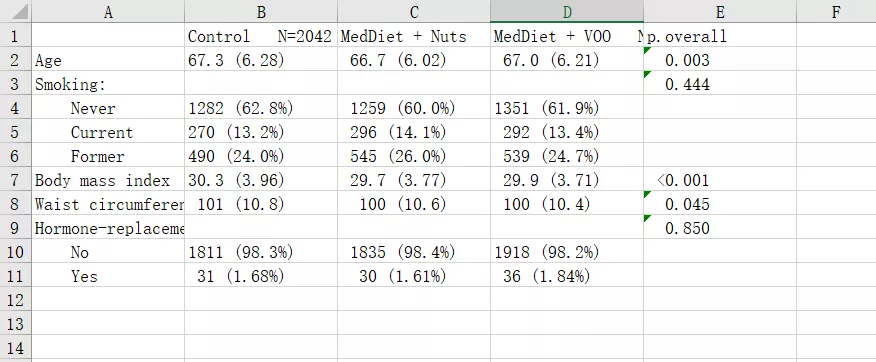 A B C D E F
1 Control N=2042 MedDiet + Nuts MedDiet + VOO p.overall
2 Age 67.3 (6.28) 66.7 (6.02) 67.0 (6.21) 0.003
3 Smoking: 0.444
4 Never 1282 (62.8%) 1259 (60.0%) 1351 (61.9%)
5 Current 270 (13.2%) 296 (14.1%) 292 (13.4%)
6 Former 490 (24.0%) 545 (26.0%) 539 (24.7%)
7 Body mass index 30.3 (3.96) 29.7 (3.77) 29.9 (3.71) <0.001
8 Waist circumferen 101 (10.8) 100 (10.6) 100 (10.4) 0.045
9 Hormone-replaceme 0.850
10 No 1811 (98.3%) 1835 (98.4%) 1918 (98.2%)
11 Yes 31 (1.68%) 30 (1.61%) 36 (1.84%)
12
13
14